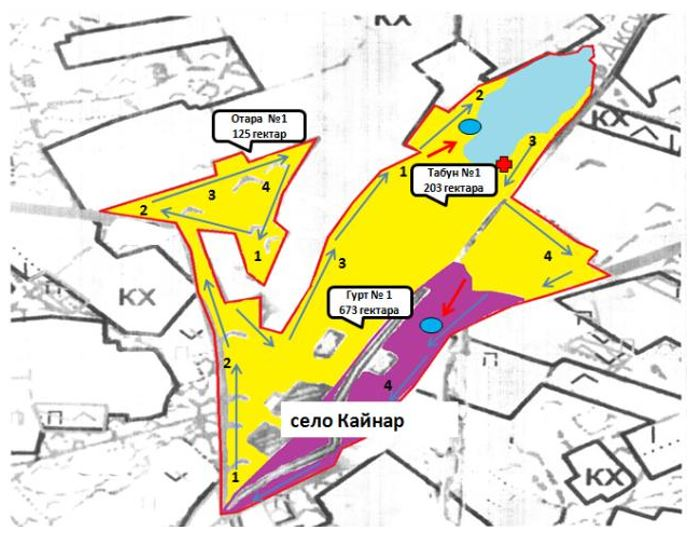 КХ
Аксу
2
КХ
Отара №1
125 гектар
3
1
Табун №1
203 гектара
4
3
2
1
3
4
КХ
Гурт № 1
673 гектара
2
4
село Кайнар
КХ
1